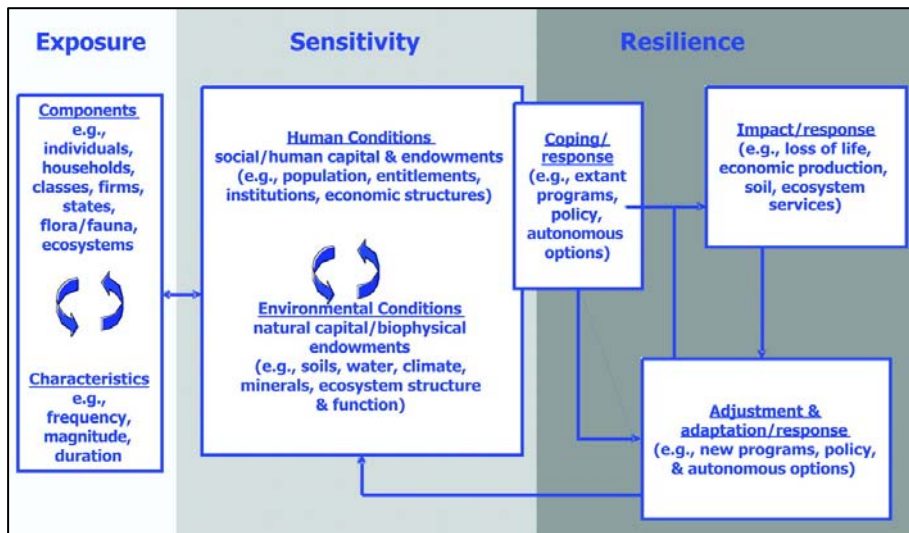 Exposure
Sensitivity
Resilience
Components
e.g.,
individuals,
households,
classes, firms,
states,
flora/fauna,
ecosystems
Characteristics
e.g.,
frequency,
magnitude,
duration
Human Conditions
social/human capital & endowments
(e.g., population, entitlements,
institutions, economic structures)
Environmental Conditions
natural capital/biophysical
endowments
(e.g., soils, water, climate,
minerals, ecosystem structure
& function)
Coping/
response
(e.g., extant
programs,
policy,
autonomous
options)
Impact/response
(e.g., loss of life,
economic production,
soil, ecosystem
services)
Adjustment &
adaptation/response
(e.g., new programs, policy,
& autonomous options)